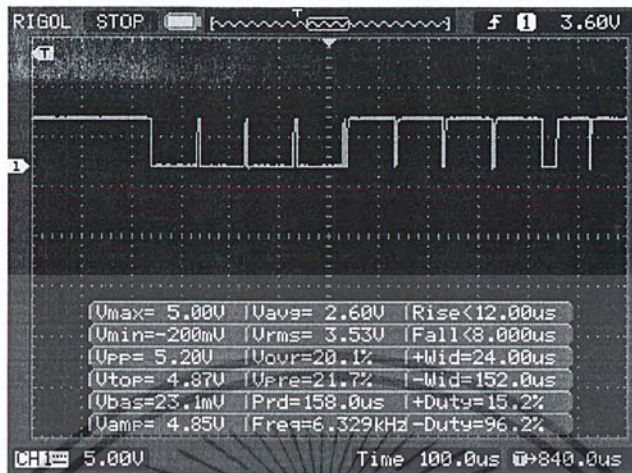 RIGOL STOP T 1 3.60V
T
1
Vmax= 5.00V Vavg= 2.60V Rise<12.00us
Vmin=-200mV Vrms= 3.53V Fall<8.000us
Vpp= 5.20V Vovr=20.1% +Wid=24.00us
Vtop= 4.87V Vpre=21.7% -Wid=152.0us
Vbas=23.1mV Prd=158.0us +Duty=15.2%
Vamp= 4.85V Freq=6.329kHz -Duty=96.2%
CH1 5.00V Time 100.0us T→840.0us